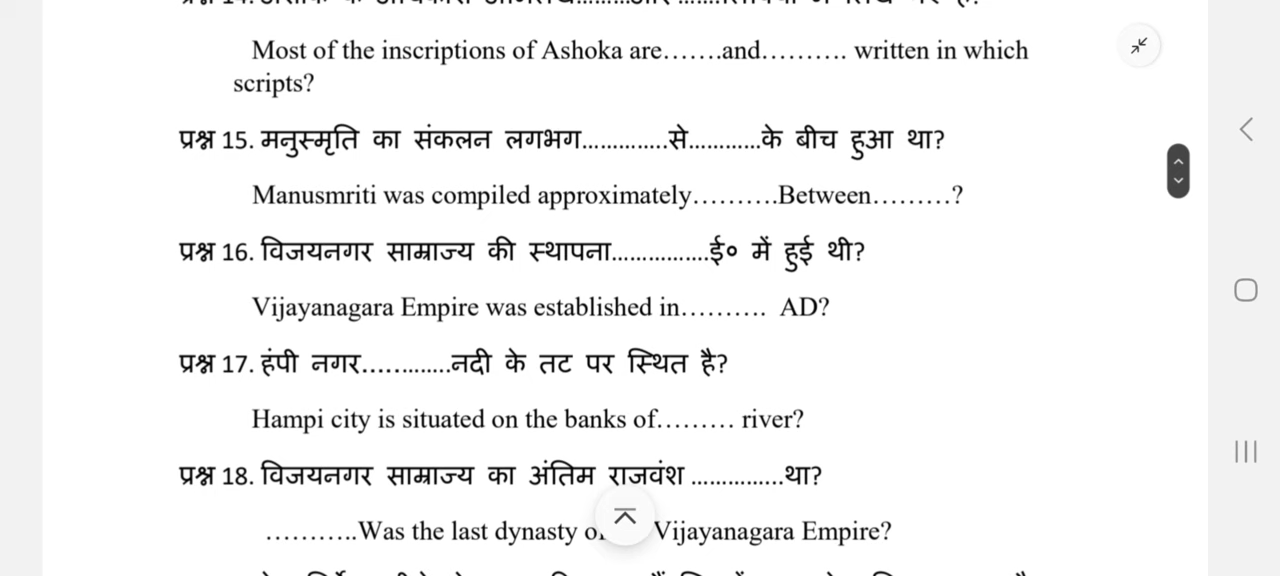 Most of the inscriptions of Ashoka are.......and.......... written in which
scripts?
प्रश्न 15. मनुस्मृति का संकलन लगभग..............से............के बीच हुआ था?
Manusmriti was compiled approximately..........Between.........?
प्रश्न 16. विजयनगर साम्राज्य की स्थापना................ई० में हुई थी?
Vijayanagara Empire was established in.......... AD?
प्रश्न 17. हंपी नगर..............नदी के तट पर स्थित है?
Hampi city is situated on the banks of......... river?
प्रश्न 18. विजयनगर साम्राज्य का अंतिम राजवंश ...............था?
...........Was the last dynasty Vijayanagara Empire?